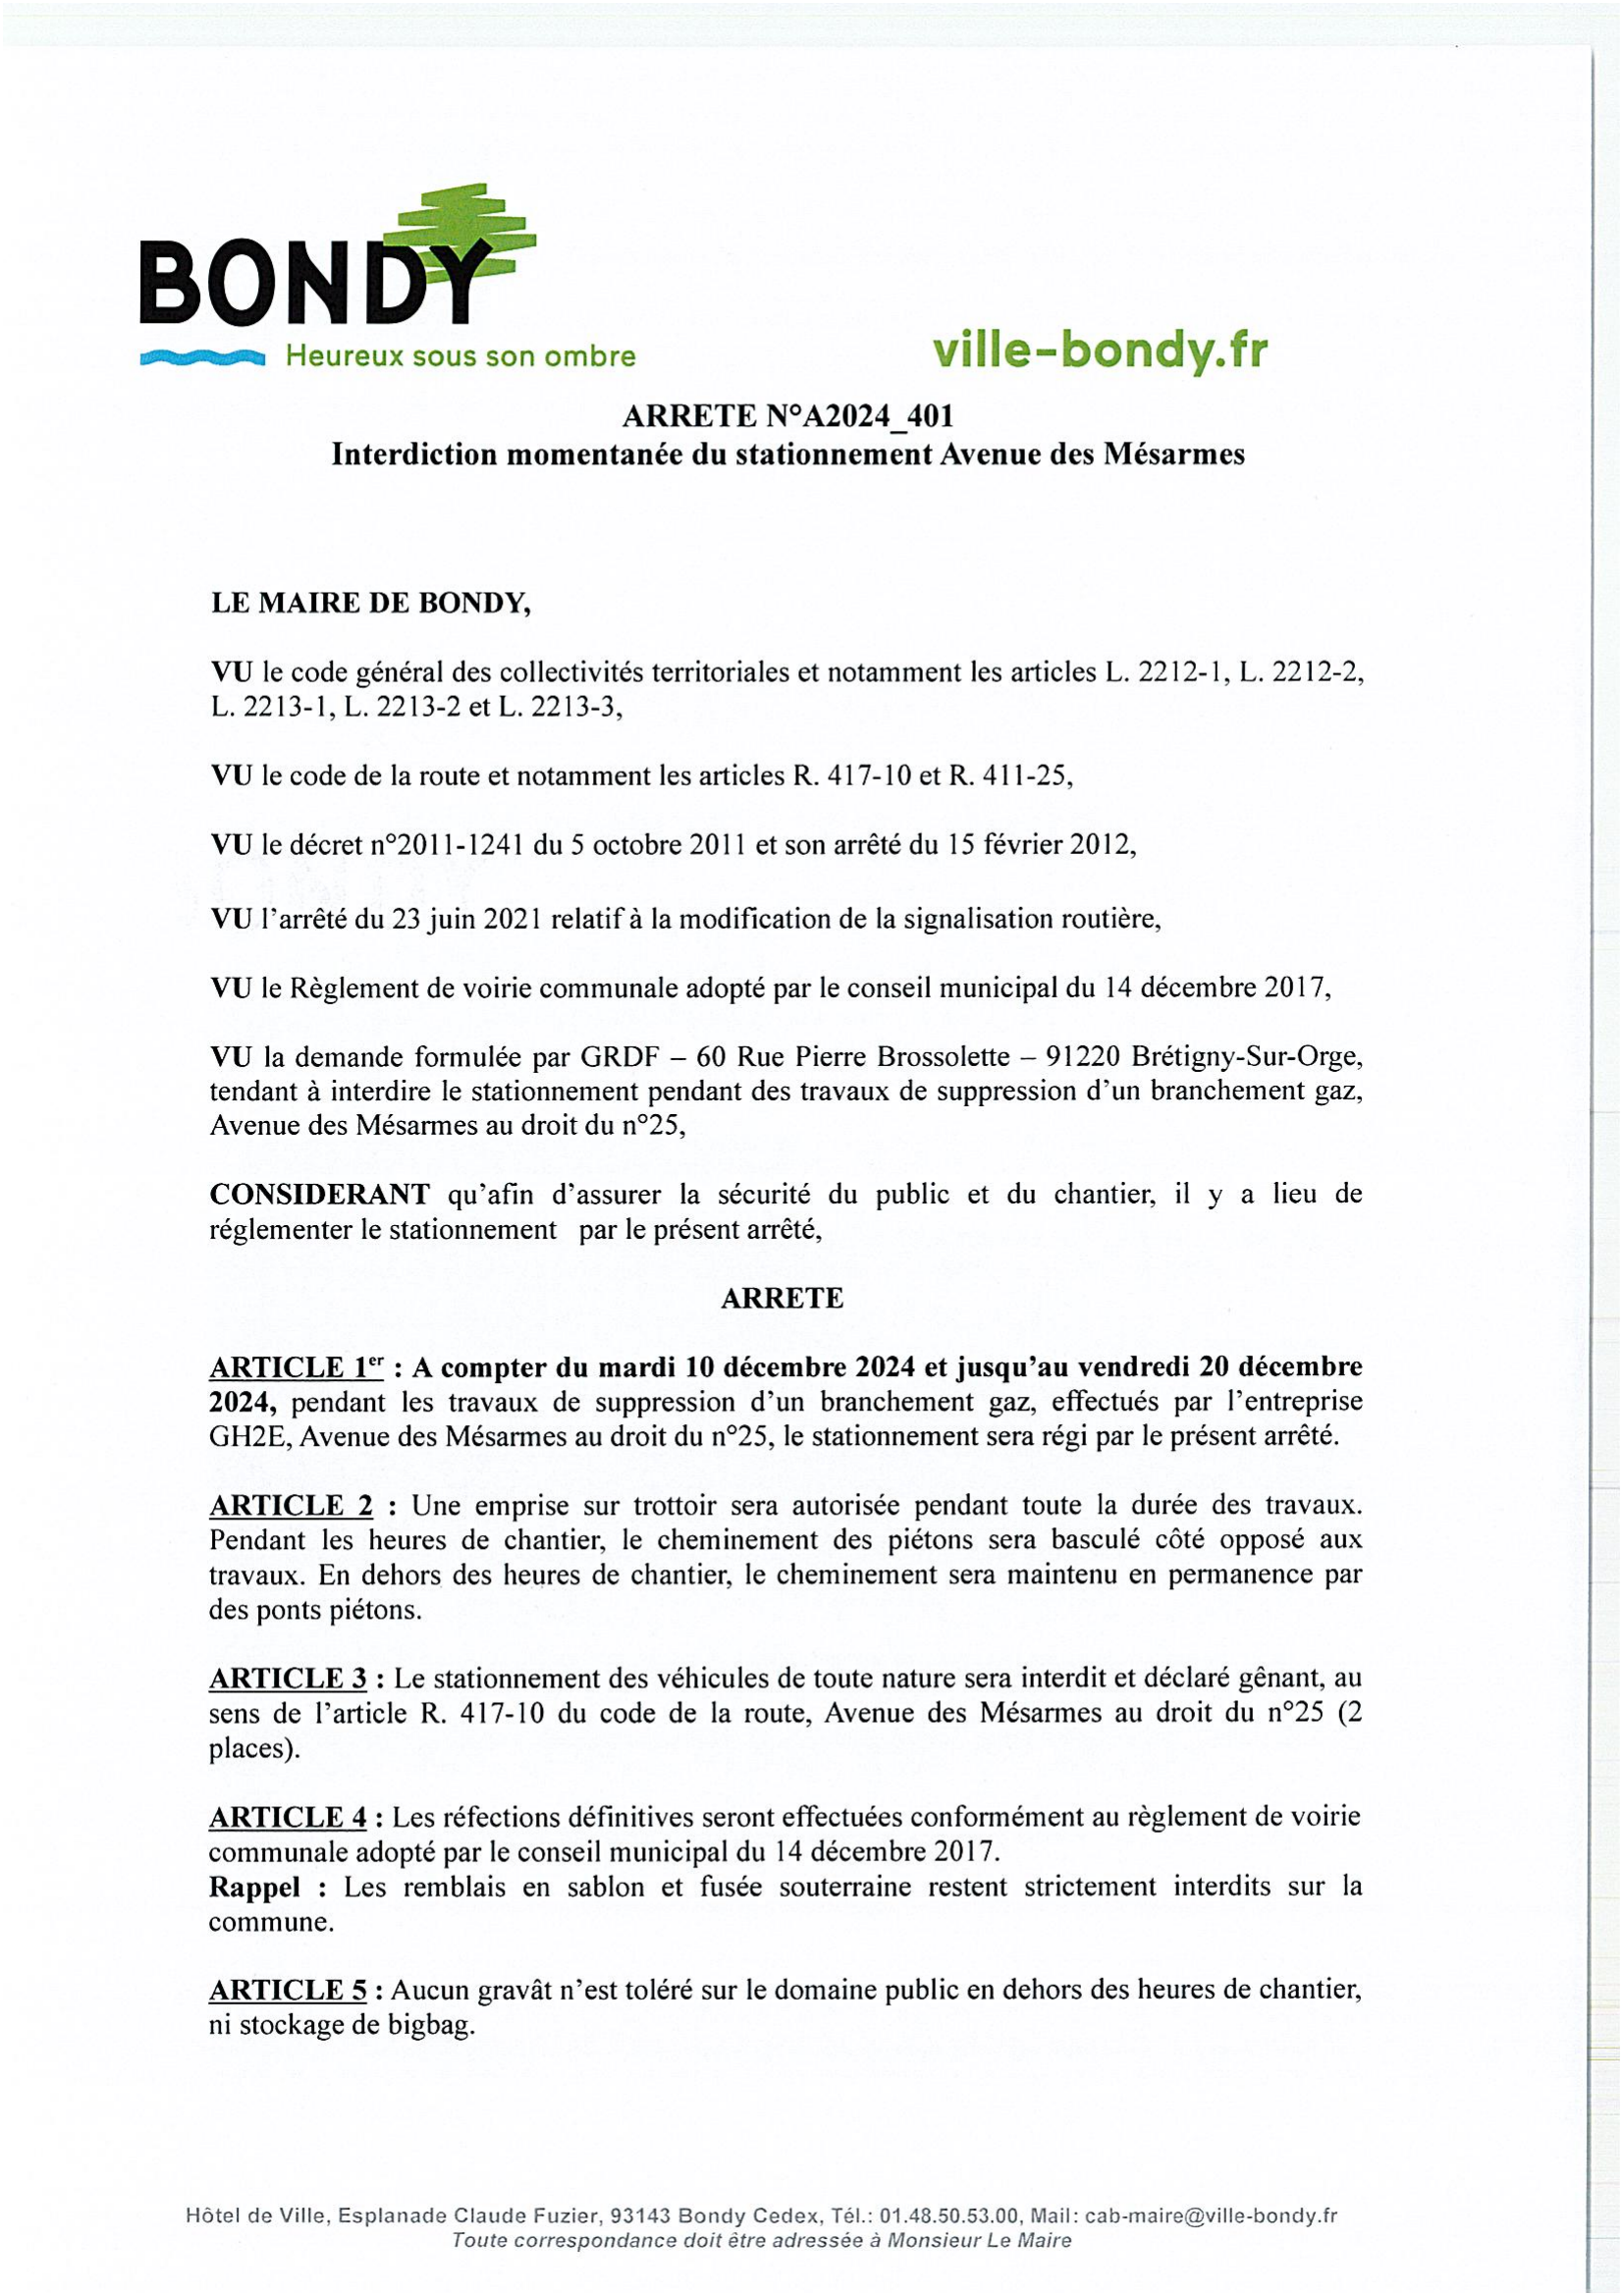 BONDY
Heureux sous son ombre
ville-bondy.fr
ARRETE N°A2024_401
Interdiction momentanée du stationnement Avenue des Mésarmes
LE MAIRE DE BONDY,
VU le code général des collectivités territoriales et notamment les articles L. 2212-1, L. 2212-2,
L. 2213-1, L. 2213-2 et L. 2213-3,
VU le code de la route et notamment les articles R. 417-10 et R. 411-25,
VU le décret n°2011-1241 du 5 octobre 2011 et son arrêté du 15 février 2012,
VU l'arrêté du 23 juin 2021 relatif à la modification de la signalisation routière,
VU le Règlement de voirie communale adopté par le conseil municipal du 14 décembre 2017,
VU la demande formulée par GRDF – 60 Rue Pierre Brossolette – 91220 Brétigny-Sur-Orge,
tendant à interdire le stationnement pendant des travaux de suppression d'un branchement gaz,
Avenue des Mésarmes au droit du n°25,
CONSIDERANT qu'afin d'assurer la sécurité du public et du chantier, il y a lieu de
réglementer le stationnement par le présent arrêté,
ARRETE
ARTICLE 1er : A compter du mardi 10 décembre 2024 et jusqu'au vendredi 20 décembre
2024, pendant les travaux de suppression d'un branchement gaz, effectués par l'entreprise
GH2E, Avenue des Mésarmes au droit du n°25, le stationnement sera régi par le présent arrêté.
ARTICLE 2 : Une emprise sur trottoir sera autorisée pendant toute la durée des travaux.
Pendant les heures de chantier, le cheminement des piétons sera basculé côté opposé aux
travaux. En dehors des heures de chantier, le cheminement sera maintenu en permanence par
des ponts piétons.
ARTICLE 3 : Le stationnement des véhicules de toute nature sera interdit et déclaré gênant, au
sens de l'article R. 417-10 du code de la route, Avenue des Mésarmes au droit du n°25 (2
places).
ARTICLE 4 : Les réfections définitives seront effectuées conformément au règlement de voirie
communale adopté par le conseil municipal du 14 décembre 2017.
Rappel : Les remblais en sablon et fusée souterraine restent strictement interdits sur la
commune.
ARTICLE 5 : Aucun gravât n'est toléré sur le domaine public en dehors des heures de chantier,
ni stockage de bigbag.
Hôtel de Ville, Esplanade Claude Fuzier, 93143 Bondy Cedex, Tél.: 01.48.50.53.00, Mail: cab-maire@ville-bondy.fr
Toute correspondance doit être adressée à Monsieur Le Maire